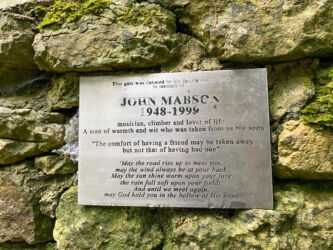 This gate was donated by his family
in memory of
JOHN MABSON
1948-1999
musician, climber and lover of life
A man of warmth and wit who was taken from us too soon
"The comfort of having a friend may be taken away,
but not that of having had one"
"May the road rise up to meet you,
may the wind always be at your back,
May the sun shine warm upon your face
the rain fall soft upon your fields
And until we meet again,
may God hold you in the hollow of His hand